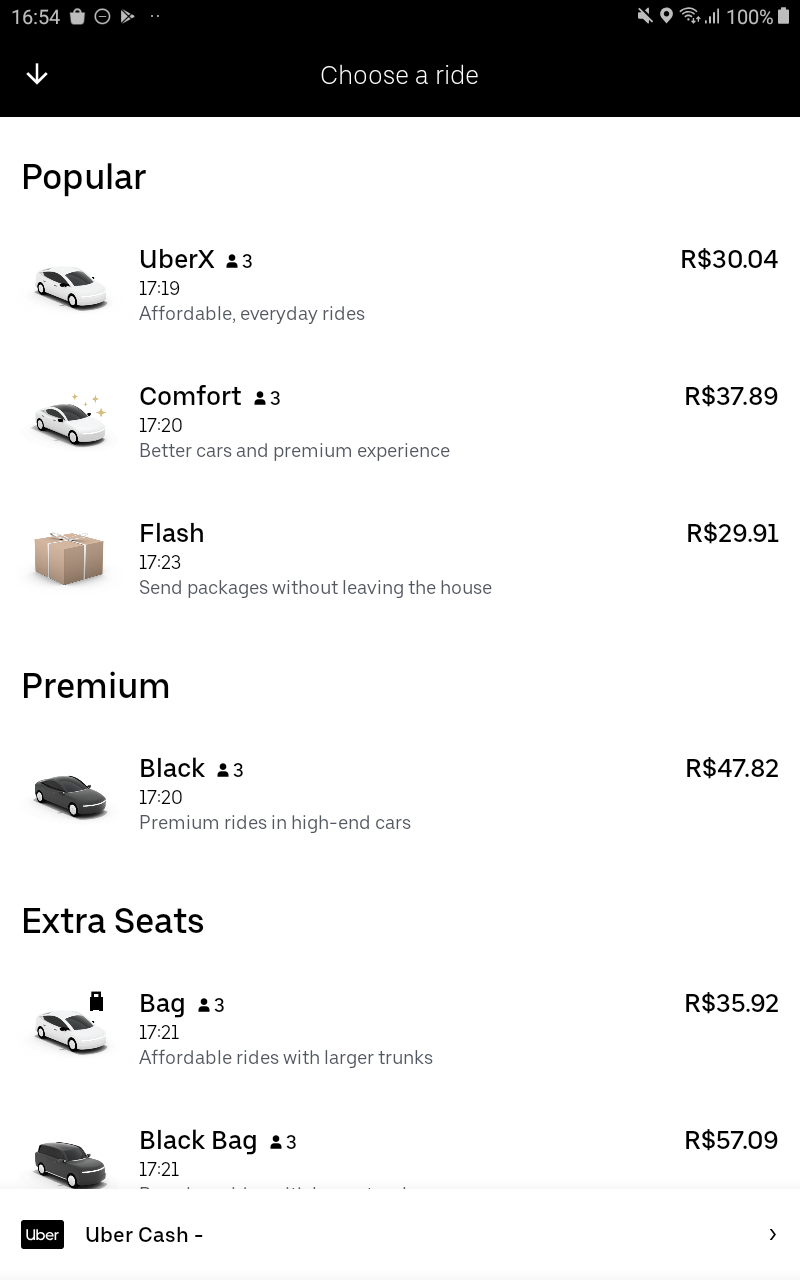 16:54
100%
Choose a ride
Popular
UberX 3
R$30.04
17:19
Affordable, everyday rides
Comfort 3
R$37.89
17:20
Better cars and premium experience
Flash
R$29.91
17:23
Send packages without leaving the house
Premium
Black 3
R$47.82
17:20
Premium rides in high-end cars
Extra Seats
Bag 3
R$35.92
17:21
Affordable rides with larger trunks
Black Bag 3
R$57.09
17:21
Uber
Uber Cash -